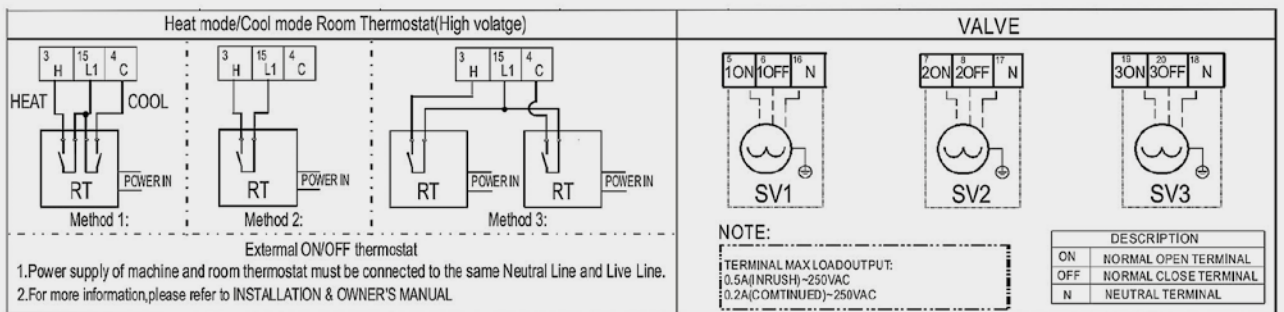 Heat mode/Cool mode Room Thermostat(High volatge)
3 H 15 L1 4 C
HEAT COOL
RT POWER IN
Method 1:
3 H 15 L1 4 C
RT POWER IN
Method 2:
3 H 15 L1 4 C
RT POWER IN RT POWER IN
Method 3:
External ON/OFF thermostat
1.Power supply of machine and room thermostat must be connected to the same Neutral Line and Live Line.
2.For more information,please refer to INSTALLATION & OWNER'S MANUAL
VALVE
5 1ON 6 1OFF 16 N
SV1
7 2ON 8 2OFF 17 N
SV2
19 3ON 20 3OFF 18 N
SV3
NOTE:
TERMINAL MAX LOADOUTPUT:
0.5A(INRUSH)~250VAC
0.2A(COMTINUED)~250VAC
DESCRIPTION
ON NORMAL OPEN TERMINAL
OFF NORMAL CLOSE TERMINAL
N NEUTRAL TERMINAL